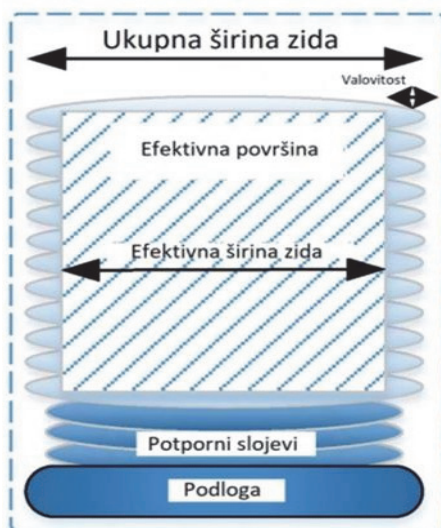 Ukupna širina zida
Valovitost
Efektivna površina
Efektivna širina zida
Potporni slojevi
Podloga